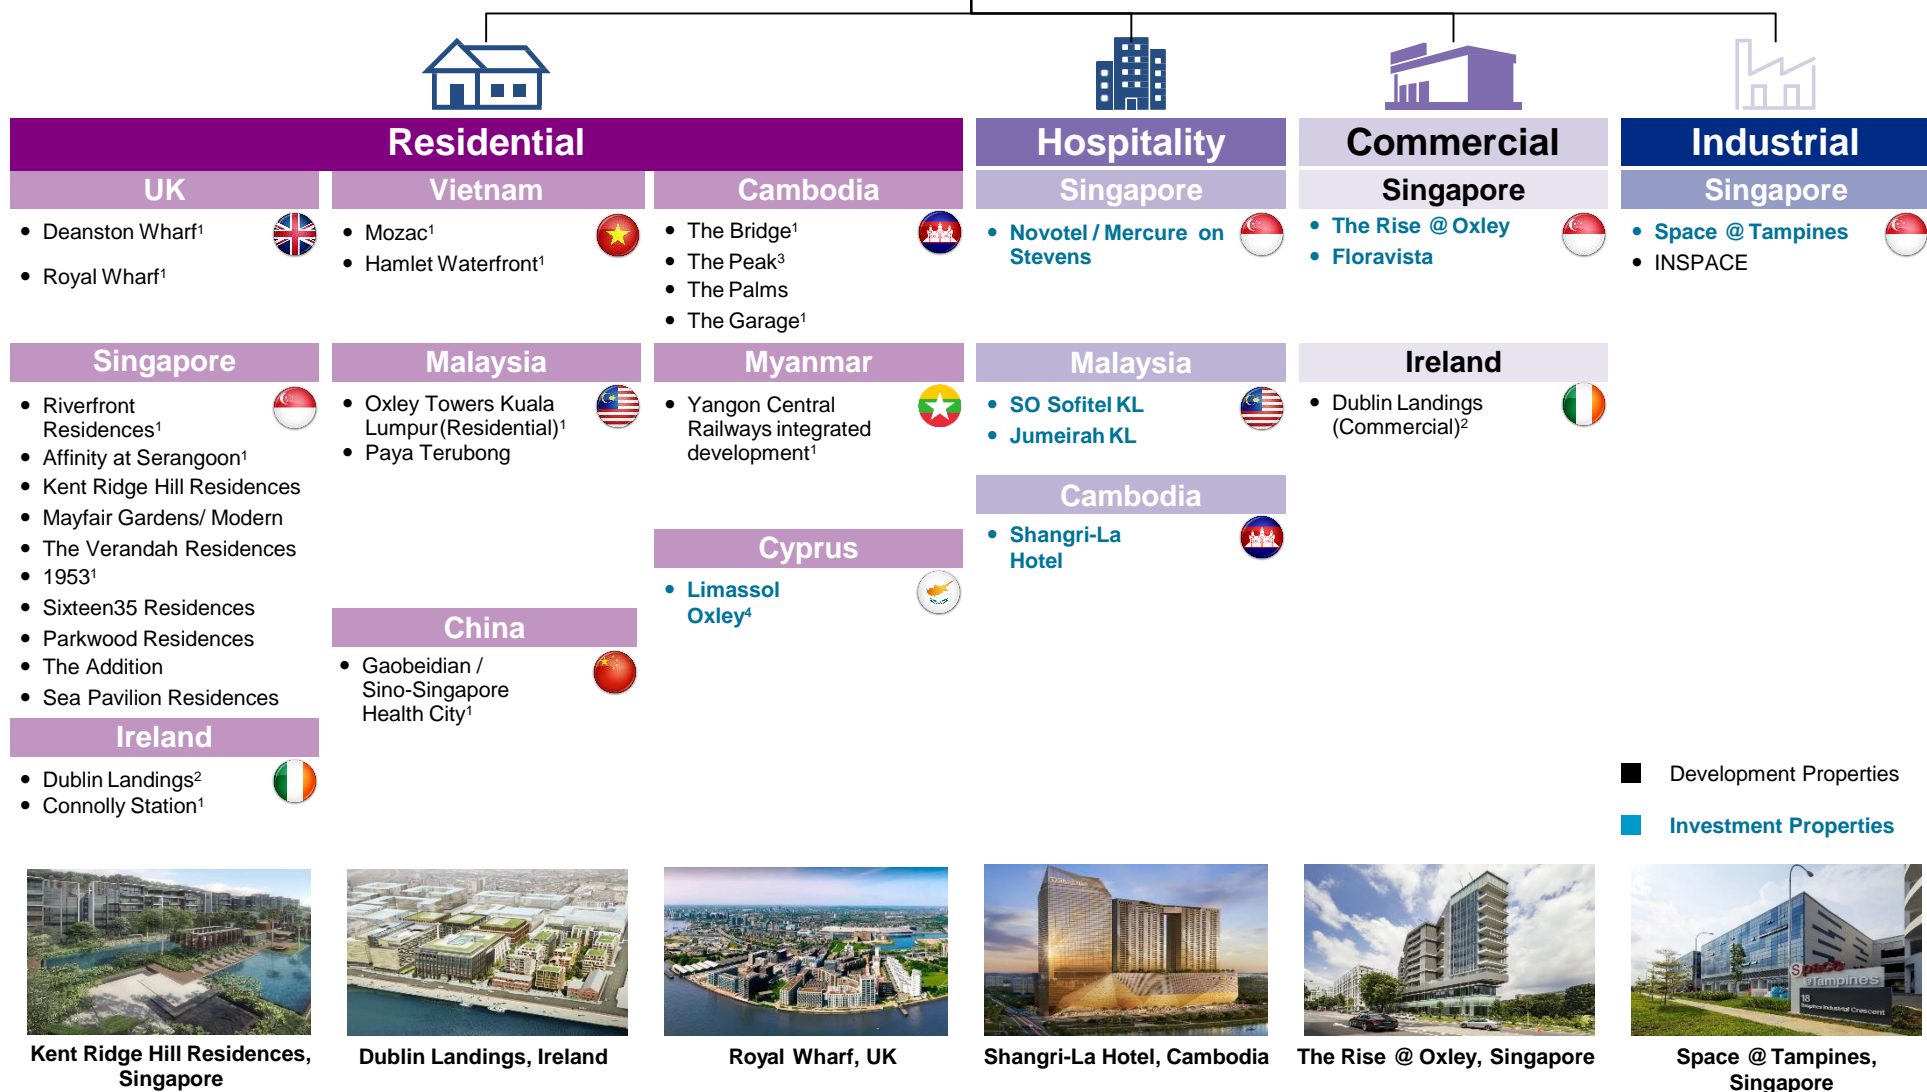 Residential
Hospitality
Commercial
Industrial
UK
Deanston Wharf¹
Royal Wharf¹
Vietnam
Mozac¹
Hamlet Waterfront¹
Cambodia
The Bridge¹
The Peak³
The Palms
The Garage¹
Singapore
Novotel / Mercure on
Stevens
Singapore
The Rise @ Oxley
Floravista
Singapore
Space @ Tampines
INSPACE
Singapore
Riverfront
Residences¹
Affinity at Serangoon¹
Kent Ridge Hill Residences
Mayfair Gardens/ Modern
The Verandah Residences
1953¹
Sixteen35 Residences
Parkwood Residences
The Addition
Sea Pavilion Residences
Malaysia
Oxley Towers Kuala
Lumpur (Residential)¹
Paya Terubong
Myanmar
Yangon Central
Railways integrated
development¹
Malaysia
SO Sofitel KL
Jumeirah KL
Ireland
Dublin Landings
(Commercial)²
Cambodia
Shangri-La
Hotel
Cyprus
Limassol
Oxley⁴
China
Gaobeidian /
Sino-Singapore
Health City¹
Ireland
Dublin Landings²
Connolly Station¹
Development Properties
Investment Properties
Space
@Tampines
18
Tampines Industrial Crescent
Kent Ridge Hill Residences,
Singapore
Dublin Landings, Ireland
Royal Wharf, UK
Shangri-La Hotel, Cambodia
The Rise @ Oxley, Singapore
Space @ Tampines,
Singapore